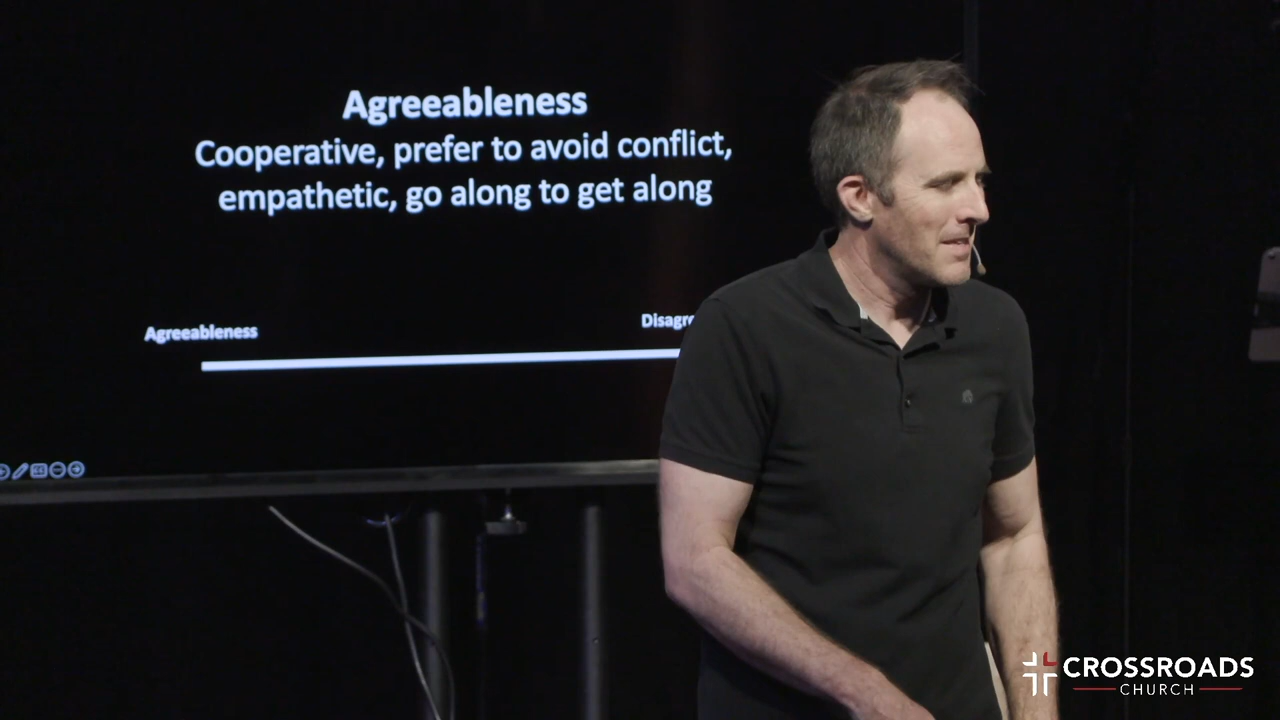 Agreeableness
Cooperative, prefer to avoid conflict,
empathetic, go along to get along
Agreeableness
CROSSROADS
CHURCH